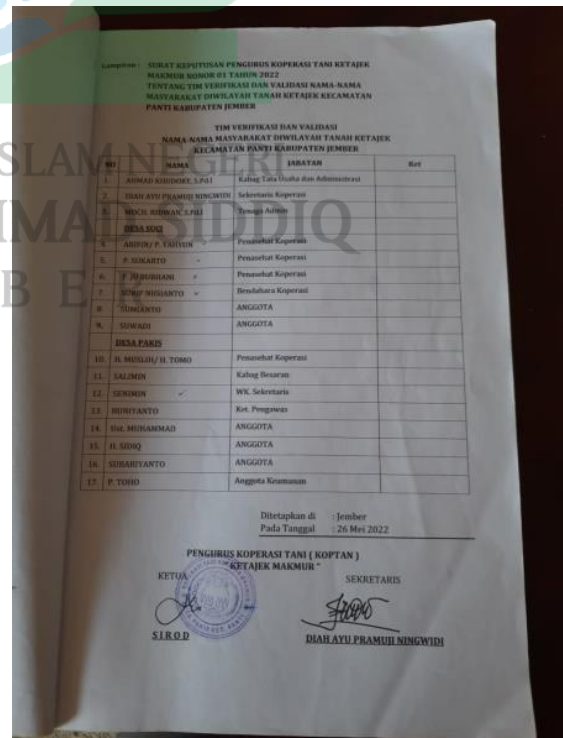 Lampiran : SURAT KEPUTUSAN PENGURUS KOPERASI TANI KETAJEK
MAKMUR NONOR 01 TAHUN 2022
TENTANG TIM VERIFIKASI DAN VALIDASI NAMA-NAMA
MASYARAKAT DIWILAYAH TANAH KETAJEK KECAMATAN
PANTI KABUPATEN JEMBER
TIM VERIFIKASI DAN VALIDASI
NAMA-NAMA MASYARAKAT DIWILAYAH TANAH KETAJEK
KECAMATAN PANTI KABUPATEN JEMBER
NO NAMA JABATAN Ket
1. AHMAD KHUDORY, S.Pd.I Kabag Tata Usaha dan Administrasi
2. DIAH AYU PRAMUJI NINGWIDI Sekretaris Koperasi
3. MOCH. RIDWAN, S.Pd.I Tenaga Admin
DESA SUCI
4. ARIFIN/ P. Penasehat Koperasi
5. P. SUKARTO Penasehat Koperasi
6. P. Penasehat Koperasi
7. Bendahara Koperasi
8. SUNGANTO ANGGOTA
9. SUWADI ANGGOTA
DESA PAKIS
10. H. MUSLIH/ H. TOMO Penasehat Koperasi
11. SALIMIN Kabag Besaran
12. SENIMIN WK. Sekretaris
13. HURIYANTO Ket. Pengawas
14. Ust. MUHAMMAD ANGGOTA
15. H. SIDIQ ANGGOTA
16. SUHARIYANTO ANGGOTA
17. P. TOHO Anggota Keamanan
Ditetapkan di : Jember
Pada Tanggal : 26 Mei 2022
PENGURUS KOPERASI TANI ( KOPTAN )
" KETAJEK MAKMUR "
KETUA SEKRETARIS
SIROD DIAH AYU PRAMUJI NINGWIDI
ISLAM NEGERI
MAD SIDDIQ
B E R